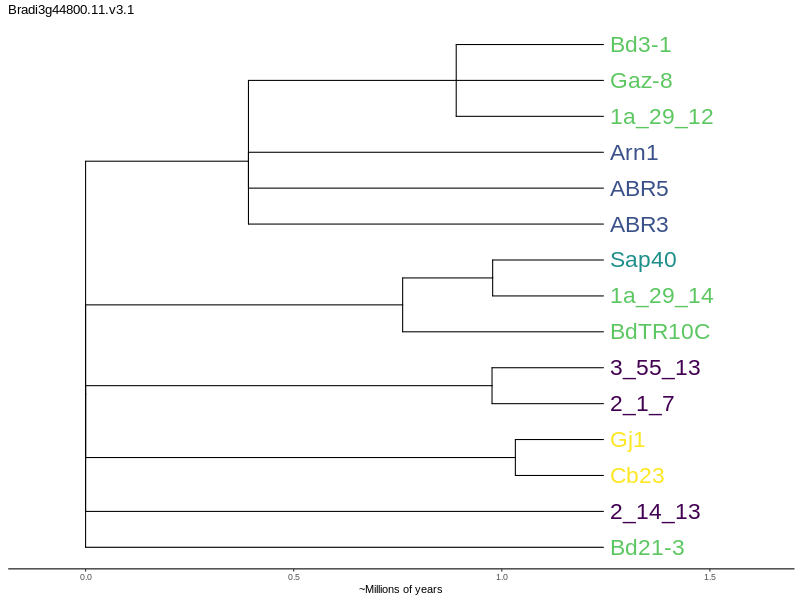 Bradi3g44800.11.v3.1
Bd3-1
Gaz-8
1a_29_12
Arn1
ABR5
ABR3
Sap40
1a_29_14
BdTR10C
3_55_13
2_1_7
Gj1
Cb23
2_14_13
Bd21-3
0.0 0.5 1.0 1.5
~Millions of years